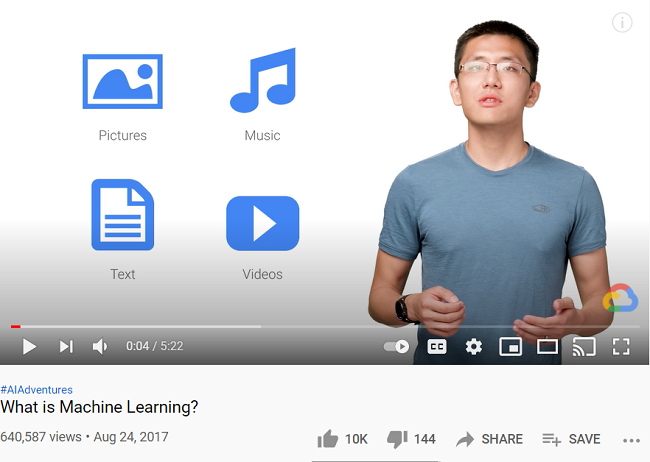 Pictures
Music
Text
Videos
0:04 / 5:22
CC
#AIAdventures
What is Machine Learning?
640,587 views • Aug 24, 2017
10K
144
SHARE
SAVE